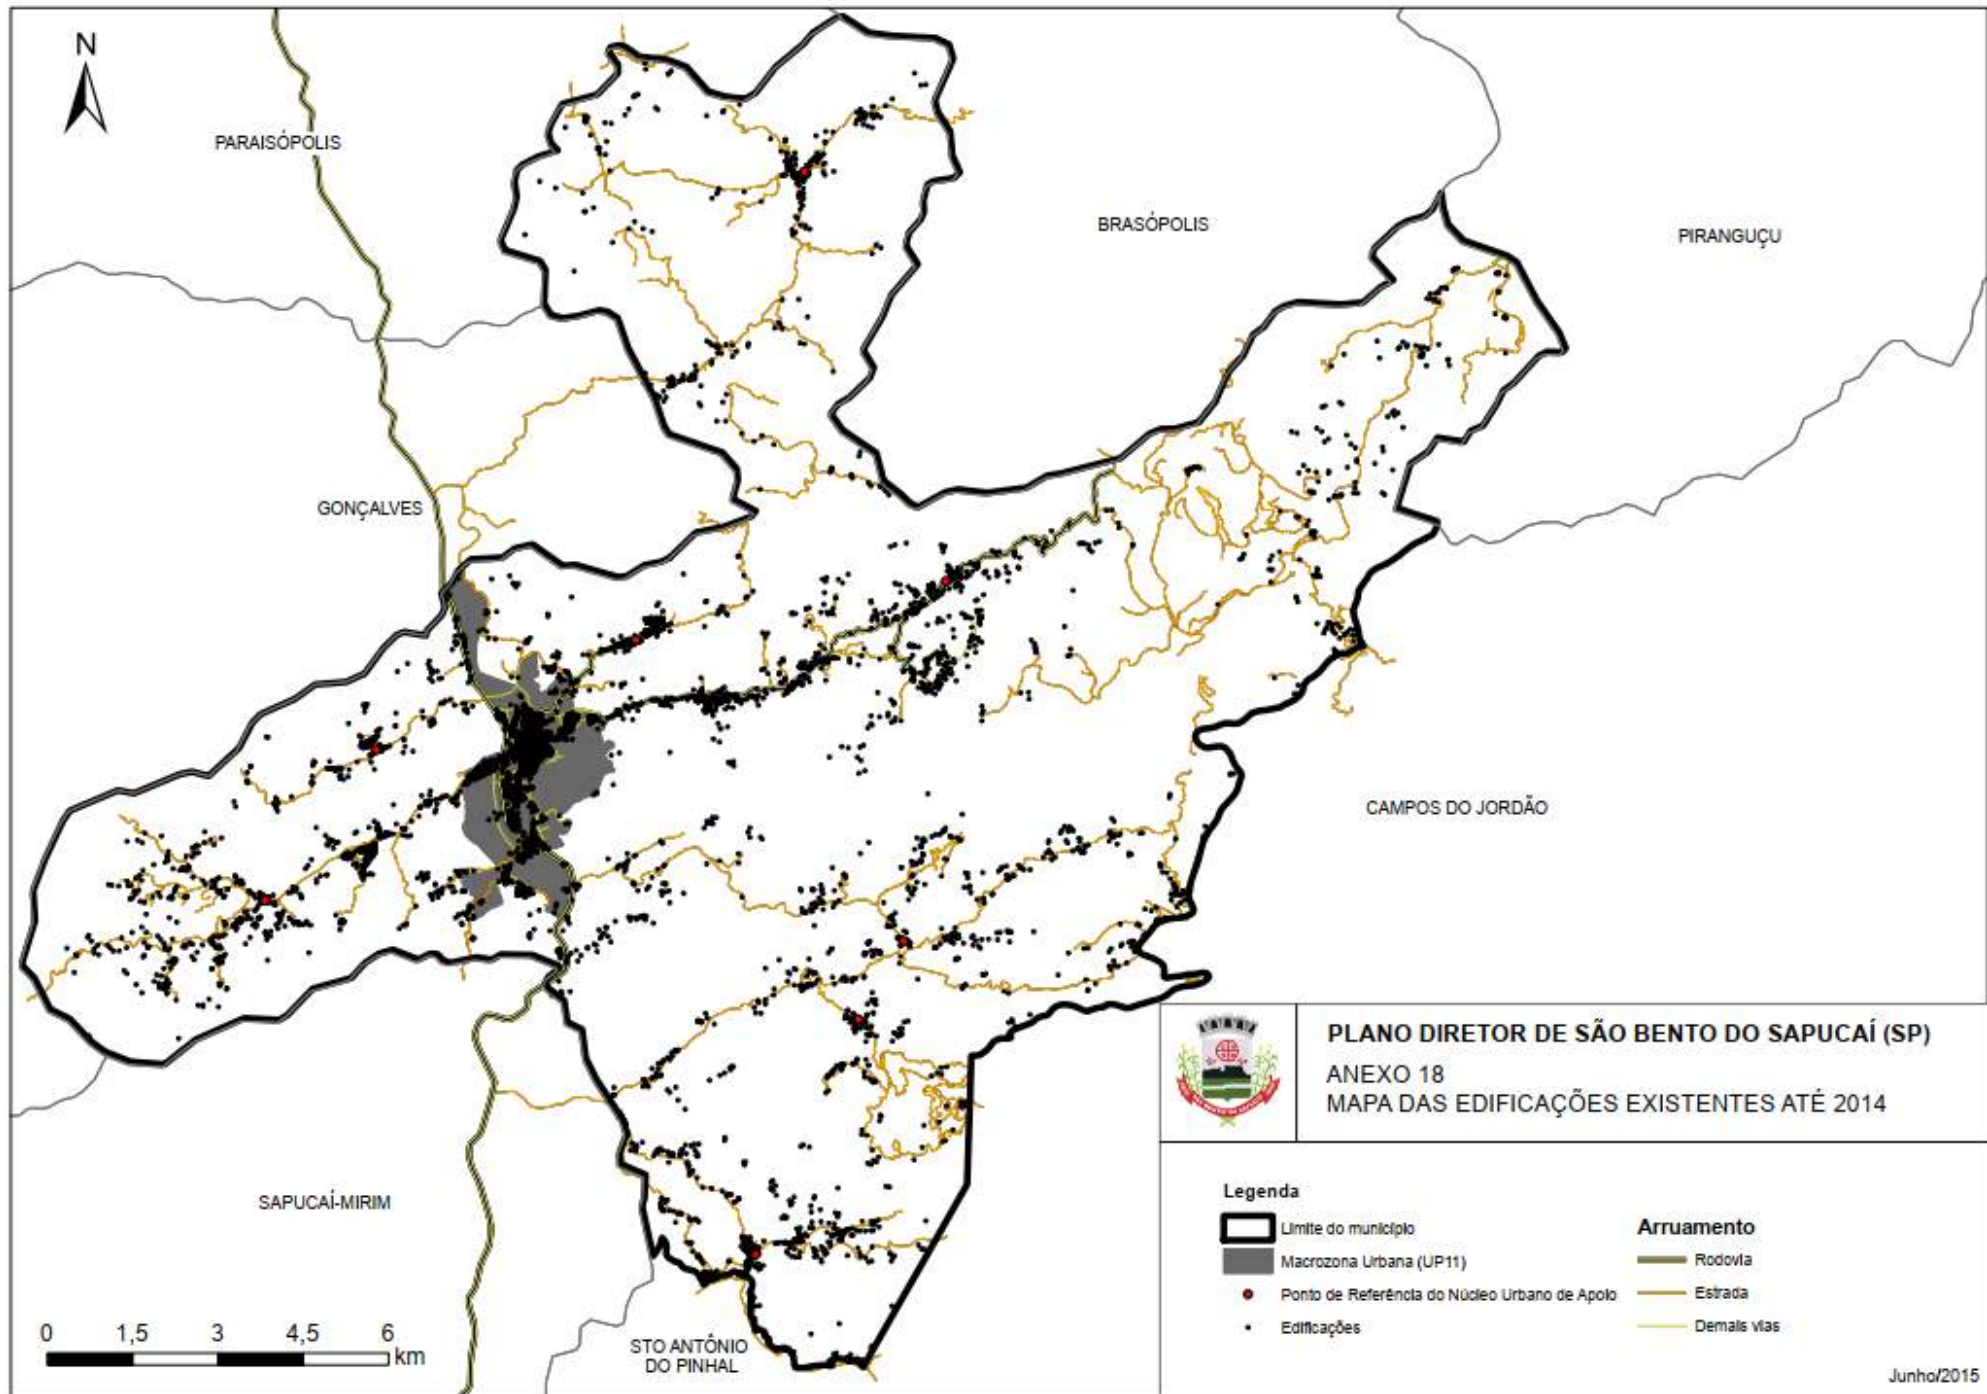 N
PARAISÓPOLIS
BRASÓPOLIS
PIRANGUÇU
GONÇALVES
CAMPOS DO JORDÃO
SAPUCAÍ-MIRIM
STO ANTÔNIO
DO PINHAL
0 1,5 3 4,5 6
km
PLANO DIRETOR DE SÃO BENTO DO SAPUCAÍ (SP)
ANEXO 18
MAPA DAS EDIFICAÇÕES EXISTENTES ATÉ 2014
Legenda
Limite do município
Macrozona Urbana (UP11)
Ponto de Referência do Núcleo Urbano de Apoio
Edificações
Arruamento
Rodovia
Estrada
Demais vias
Junho/2015